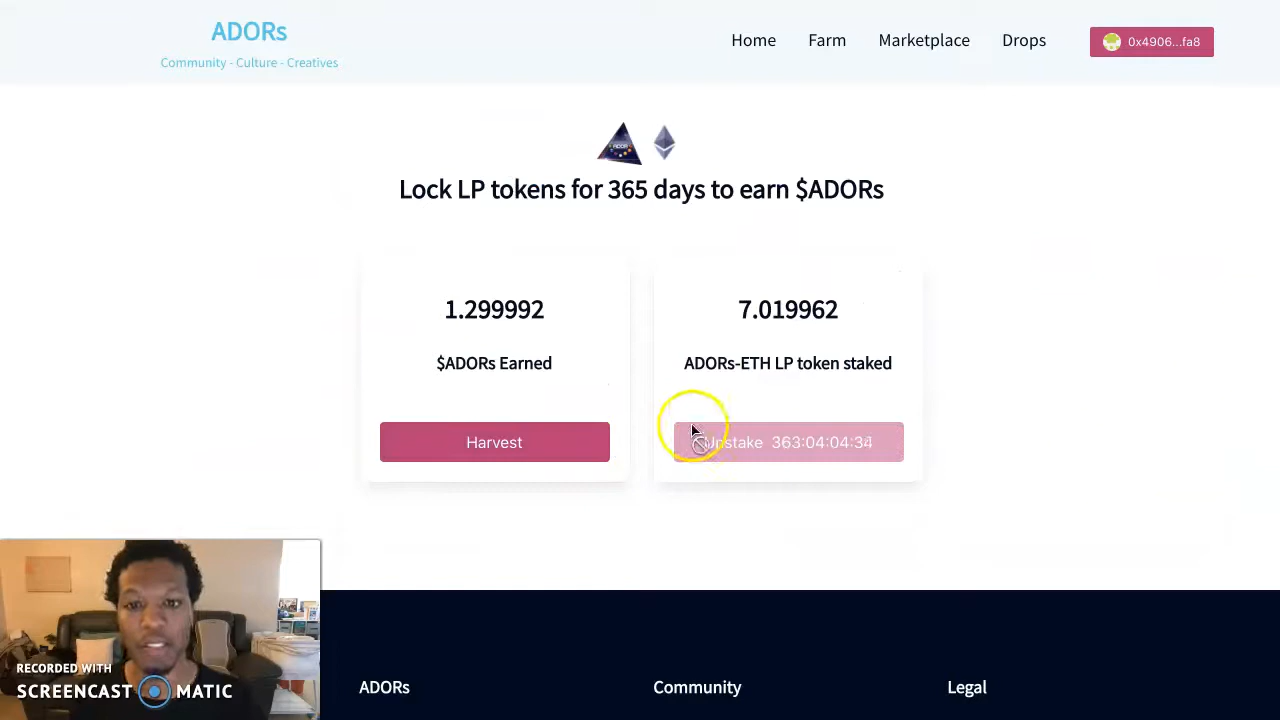 ADORs
Community - Culture - Creatives
Home Farm Marketplace Drops 0x4906...fa8
ADOR
Lock LP tokens for 365 days to earn $ADORs
1.299992
$ADORs Earned
Harvest
7.019962
ADORs-ETH LP token staked
Unstake 363:04:04:34
RECORDED WITH
SCREENCAST MATIC
ADORs Community Legal